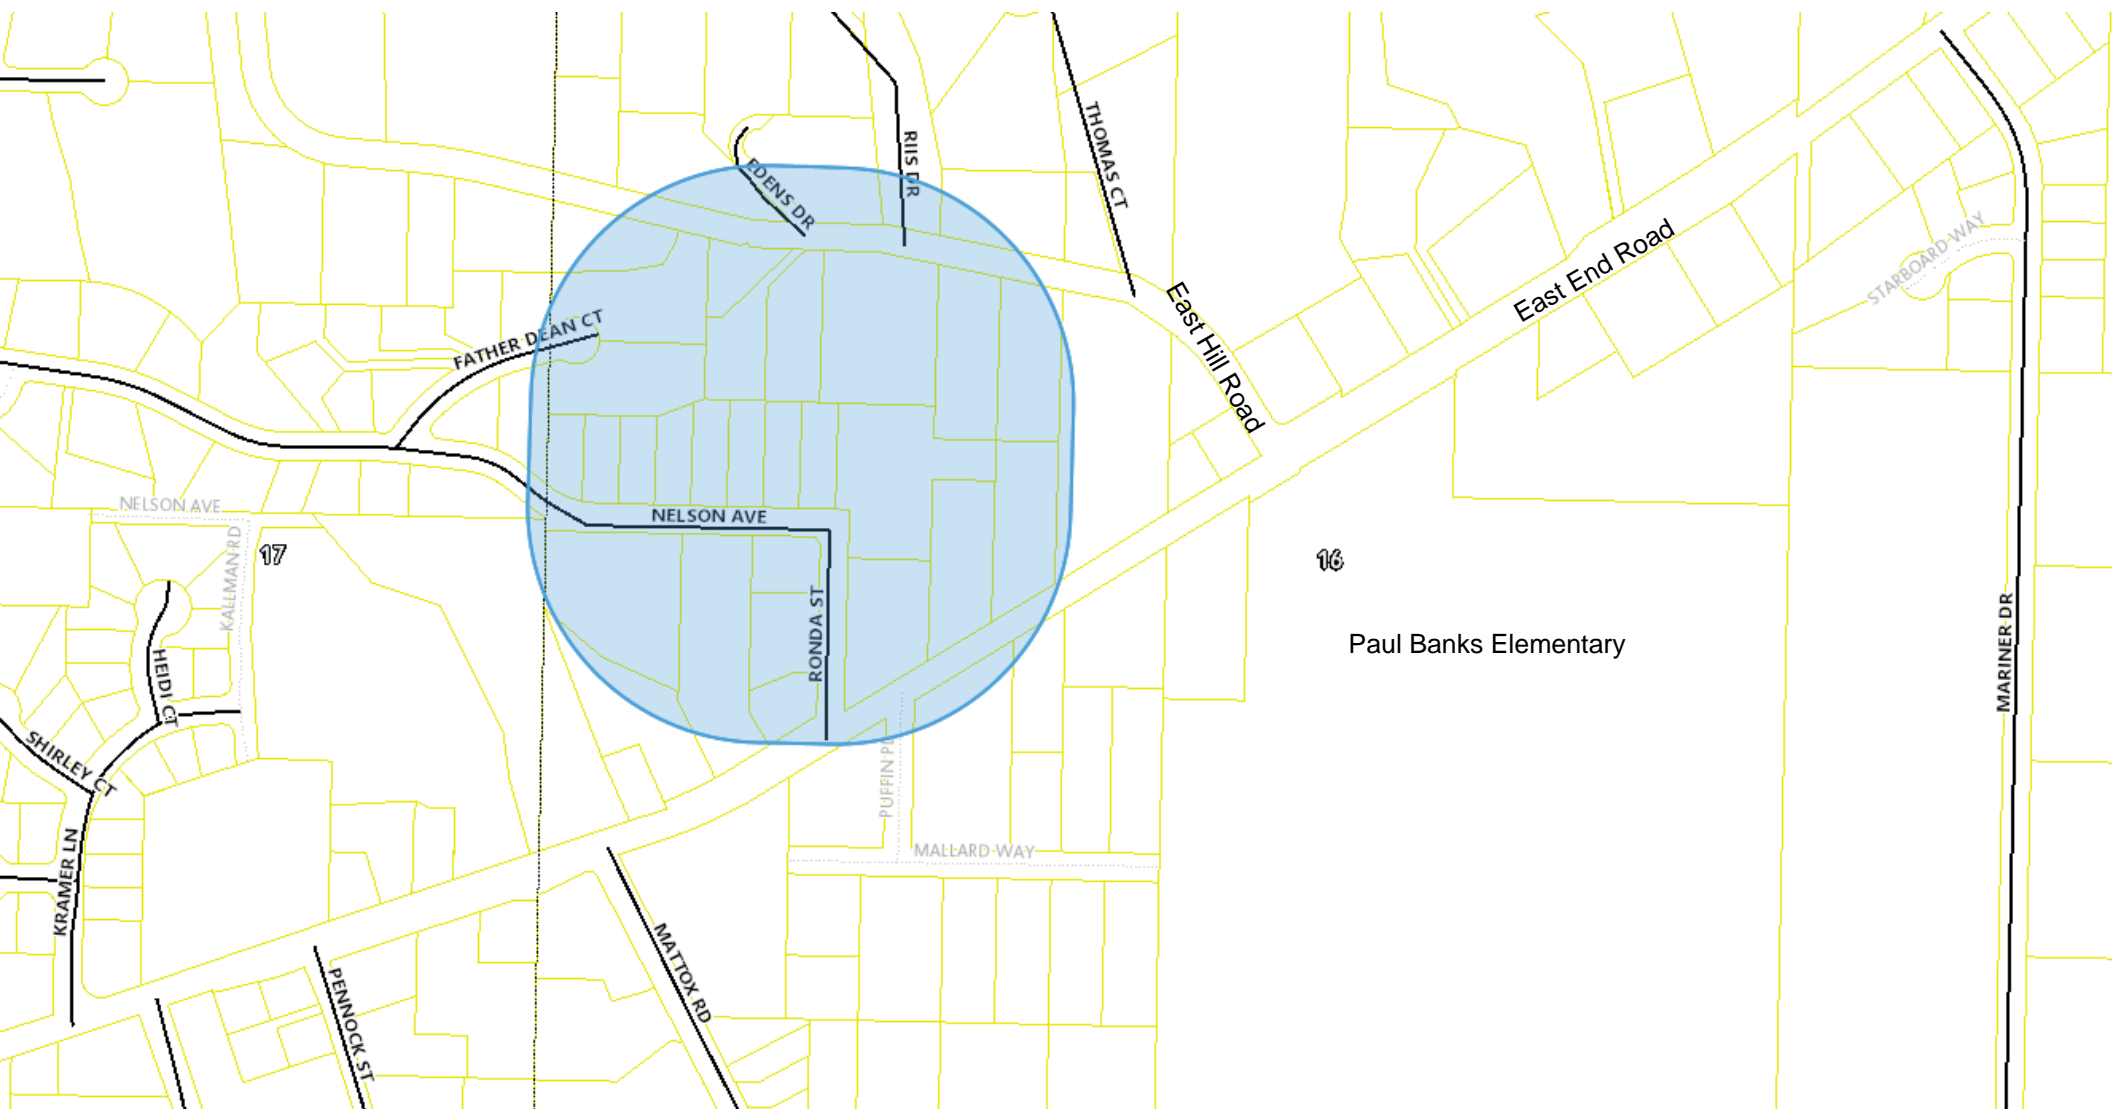 RIIS DR
THOMAS CT
EDENS DR
STARBOARD WAY
East End Road
East Hill Road
FATHER DEAN CT
NELSON AVE
NELSON AVE
17
KALLMAN RD
16
RONDA ST
Paul Banks Elementary
MARINER DR
HEIDI CT
SHIRLEY CT
PUFFIN PL
MALLARD WAY
KRAMER LN
MATTOX RD
PENNOCK ST